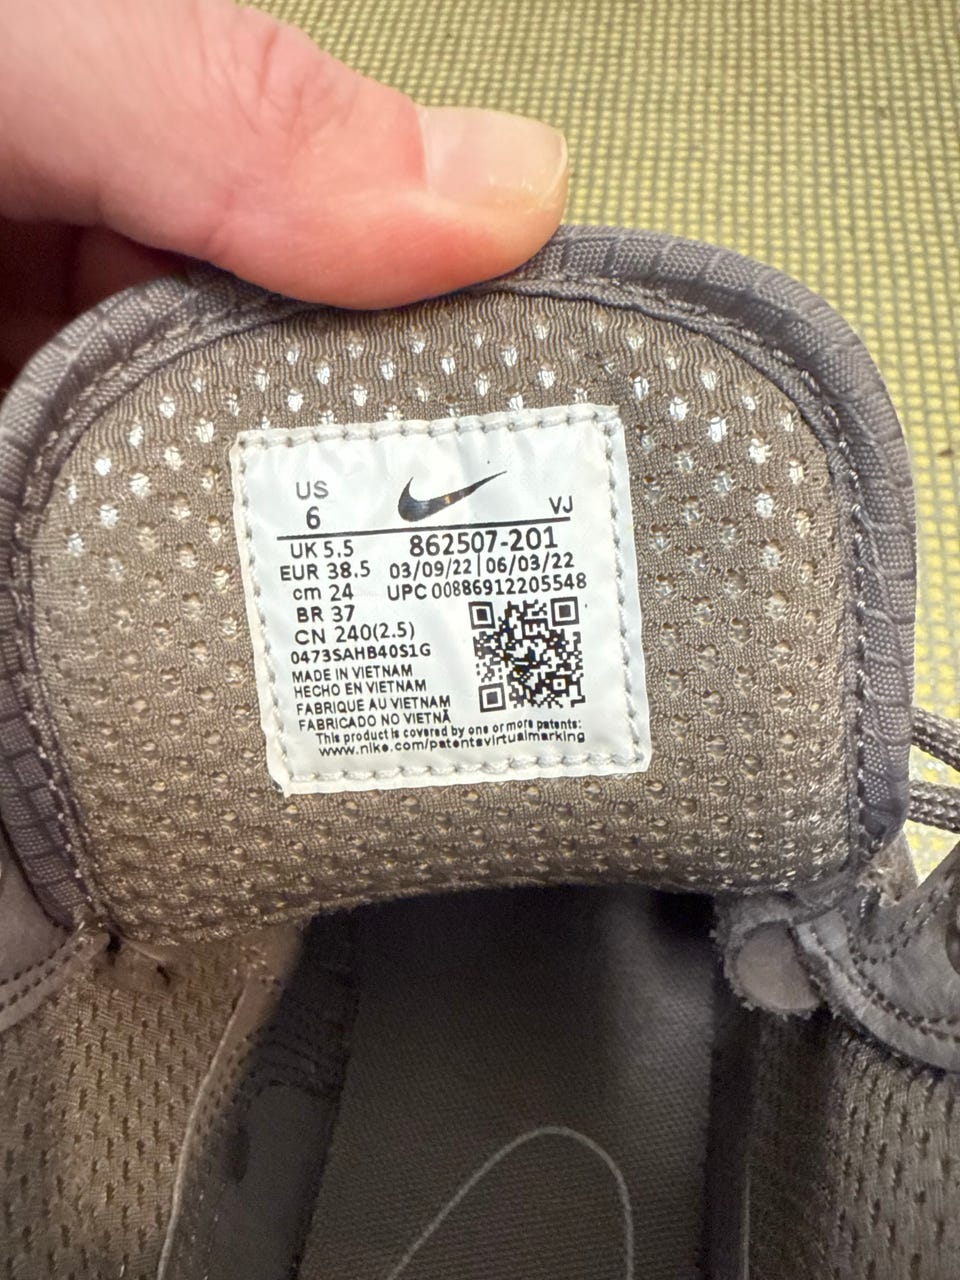 US
6
VJ
UK 5.5
862507-201
EUR 38.5
03/09/22|06/03/22
cm 24
UPC 00886912205548
BR 37
CN 240(2.5)
0473SAHB40S1G
MADE IN VIETNAM
HECHO EN VIETNAM
FABRIQUE AU VIETNAM
FABRICADO NO VIETNÃ
This product is covered by one or more patents:
www.nike.com/patentsvirtualmarking